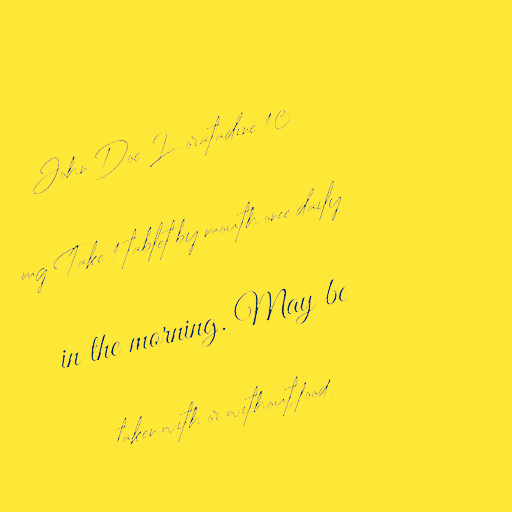 John Doe Loratadine 10
mg Take 1 tablet by mouth once daily
in the morning. May be
taken with or without food